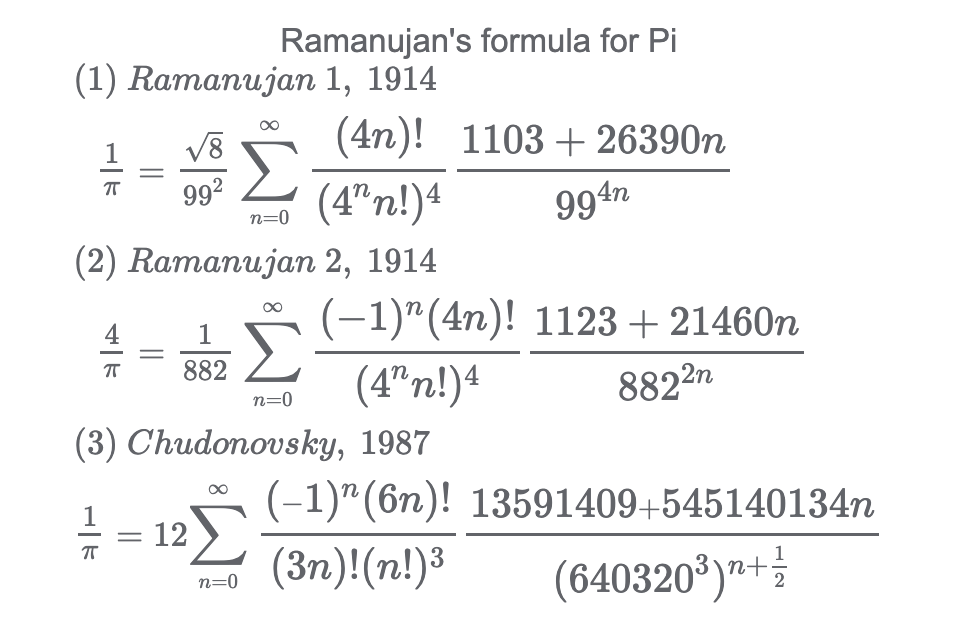 Ramanujan's formula for Pi
(1) Ramanujan 1, 1914
\frac{1}{\pi} = \frac{\sqrt{8}}{99^2} \sum_{n=0}^{\infty} \frac{(4n)!}{(4^n n!)^4} \frac{1103 + 26390n}{99^{4n}}
(2) Ramanujan 2, 1914
\frac{4}{\pi} = \frac{1}{882} \sum_{n=0}^{\infty} \frac{(-1)^n (4n)!}{(4^n n!)^4} \frac{1123 + 21460n}{882^{2n}}
(3) Chudonovsky, 1987
\frac{1}{\pi} = 12 \sum_{n=0}^{\infty} \frac{(-1)^n (6n)!}{(3n)!(n!)^3} \frac{13591409+545140134n}{(640320^3)^{n+\frac{1}{2}}}